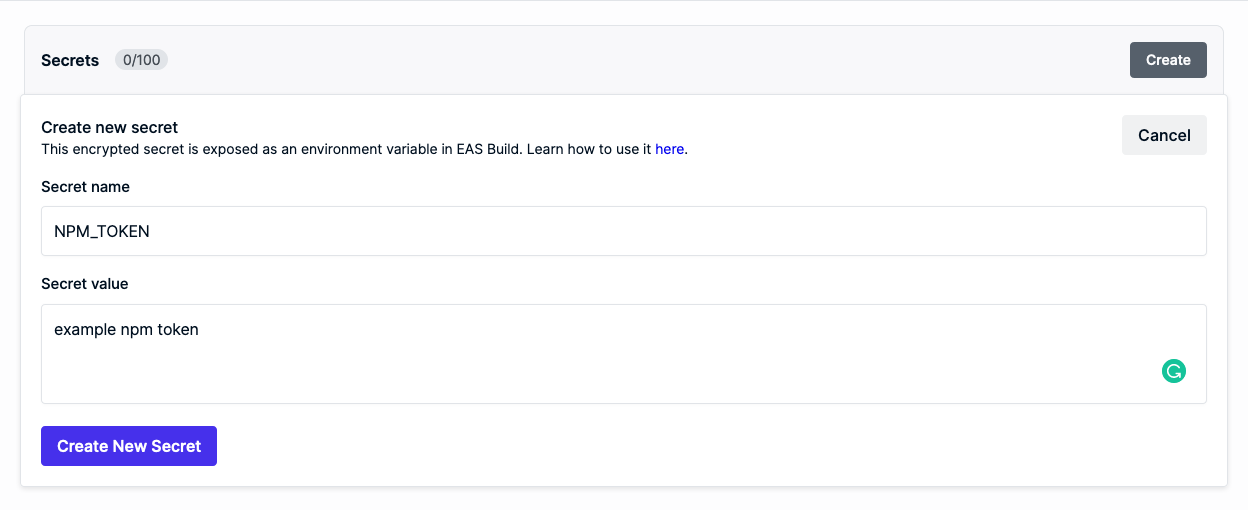 Secrets 0/100 Create
Create new secret
Cancel
This encrypted secret is exposed as an environment variable in EAS Build. Learn how to use it here.
Secret name
NPM_TOKEN
Secret value
example npm token
Create New Secret